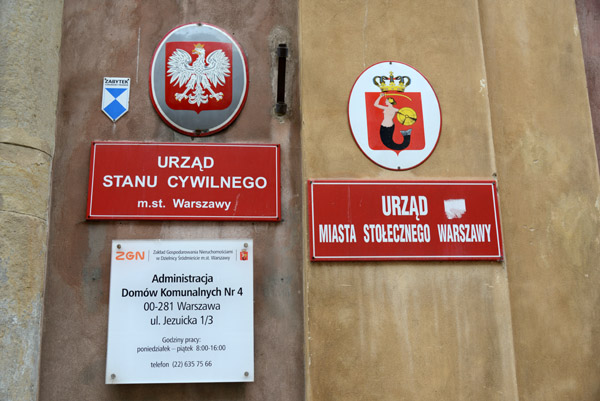 ZABYTEK
URZĄD
STANU CYWILNEGO
m.st. Warszawy
ZGN
Zakład Gospodarowania Nieruchomościami
w Dzielnicy Śródmieście m.st. Warszawy
Administracja
Domów Komunalnych Nr 4
00-281 Warszawa
ul. Jezuicka 1/3
Godziny pracy:
poniedziałek – piątek 8:00-16:00
telefon (22) 635 75 66
URZĄD
MIASTA STOŁECZNEGO WARSZAWY